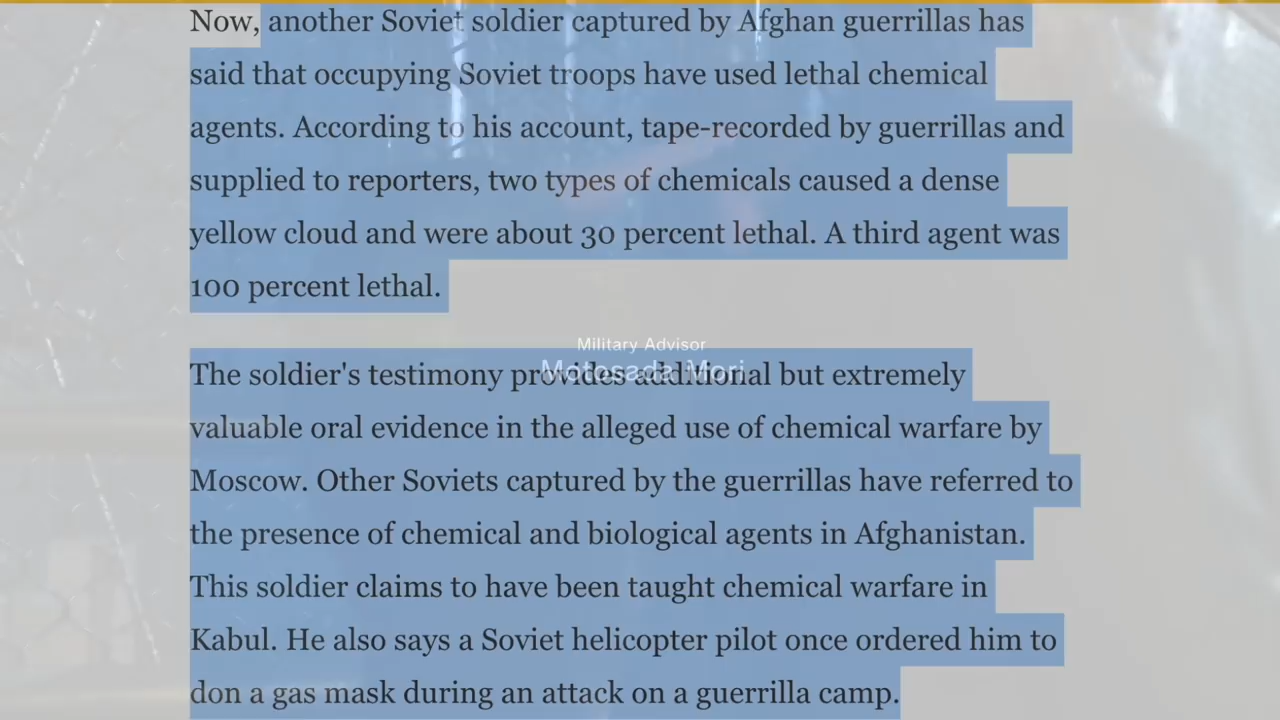 Now, another Soviet soldier captured by Afghan guerrillas has
said that occupying Soviet troops have used lethal chemical
agents. According to his account, tape-recorded by guerrillas and
supplied to reporters, two types of chemicals caused a dense
yellow cloud and were about 30 percent lethal. A third agent was
100 percent lethal.
Military Advisor
Motosada Mori
The soldier's testimony provides additional but extremely
valuable oral evidence in the alleged use of chemical warfare by
Moscow. Other Soviets captured by the guerrillas have referred to
the presence of chemical and biological agents in Afghanistan.
This soldier claims to have been taught chemical warfare in
Kabul. He also says a Soviet helicopter pilot once ordered him to
don a gas mask during an attack on a guerrilla camp.